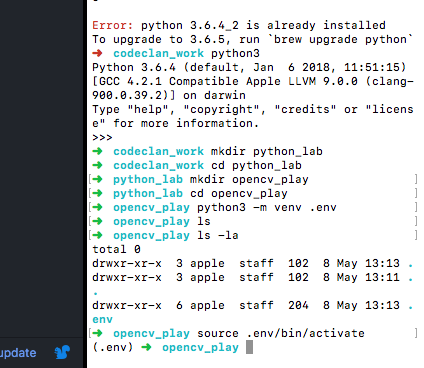 Error: python 3.6.4_2 is already installed
To upgrade to 3.6.5, run `brew upgrade python`
➜ codeclan_work python3
Python 3.6.4 (default, Jan  6 2018, 11:51:15)
[GCC 4.2.1 Compatible Apple LLVM 9.0.0 (clang-
900.0.39.2)] on darwin
Type "help", "copyright", "credits" or "licens
e" for more information.
>>>
➜ codeclan_work mkdir python_lab
➜ codeclan_work cd python_lab
[➜ python_lab mkdir opencv_play ]
[➜ python_lab cd opencv_play ]
[➜ opencv_play python3 -m venv .env ]
[➜ opencv_play ls ]
[➜ opencv_play ls -la ]
total 0
drwxr-xr-x  3 apple  staff  102  8 May 13:13 .
drwxr-xr-x  3 apple  staff  102  8 May 13:11 .
.
drwxr-xr-x  6 apple  staff  204  8 May 13:13 .
env
[➜ opencv_play source .env/bin/activate ]
(.env) ➜ opencv_play
update